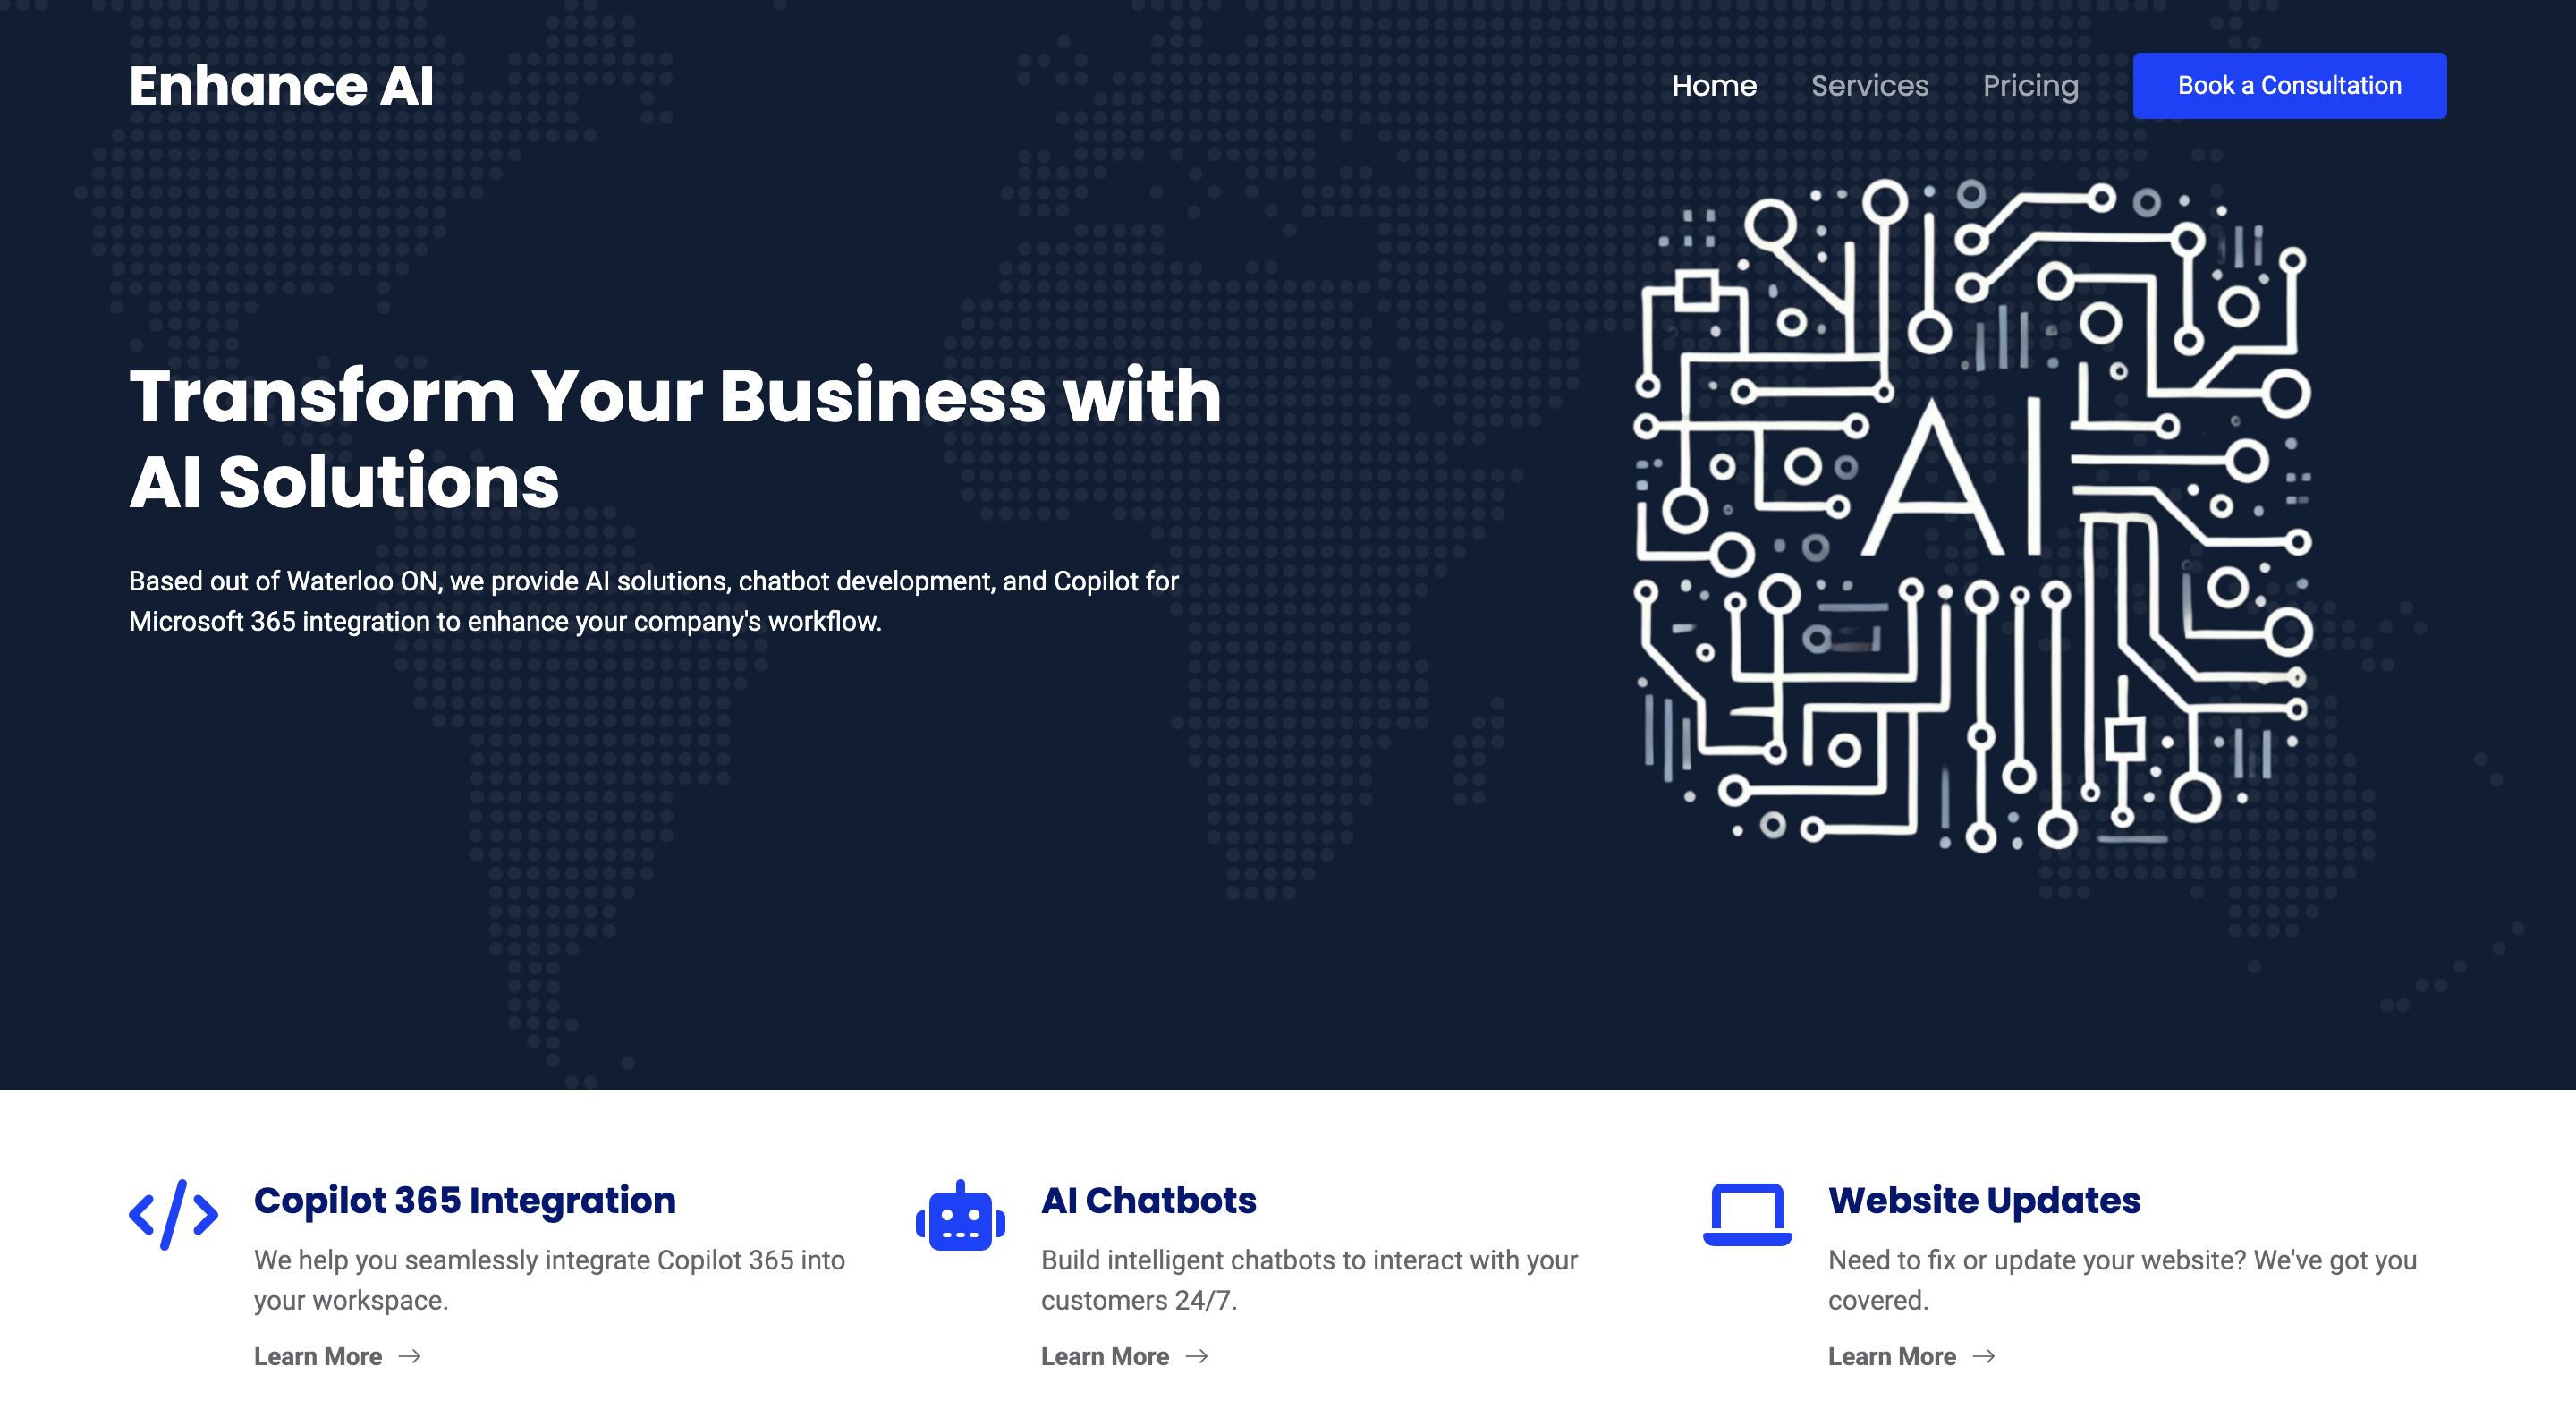 Enhance AI
Home
Services
Pricing
Book a Consultation
Transform Your Business with
AI Solutions
Based out of Waterloo ON, we provide AI solutions, chatbot development, and Copilot for
Microsoft 365 integration to enhance your company's workflow.
AI
Copilot 365 Integration
We help you seamlessly integrate Copilot 365 into
your workspace.
Learn More →
AI Chatbots
Build intelligent chatbots to interact with your
customers 24/7.
Learn More →
Website Updates
Need to fix or update your website? We've got you
covered.
Learn More →